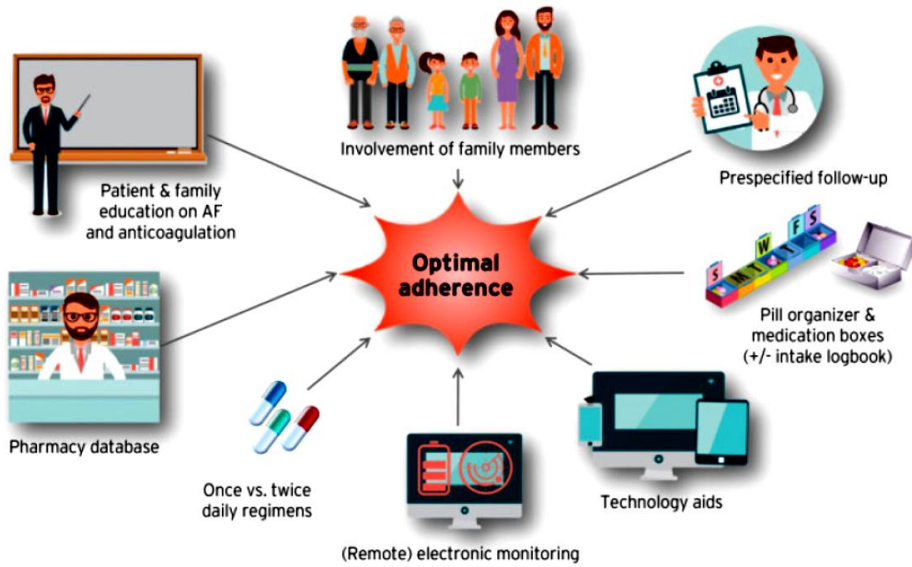 Involvement of family members
Prespecified follow-up
Patient & family
education on AF
and anticoagulation
Optimal
adherence
S M T W T F S
Pill organizer &
medication boxes
(+/- intake logbook)
Pharmacy database
Once vs. twice
daily regimens
Technology aids
(Remote) electronic monitoring